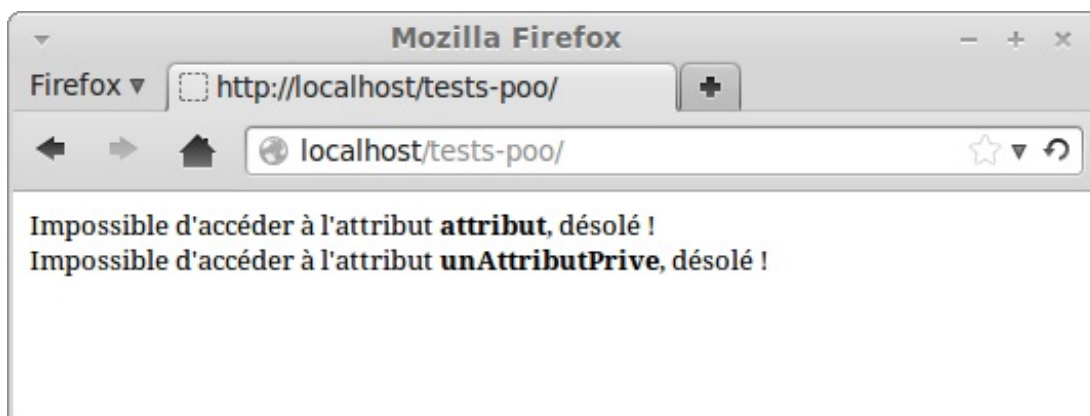 Mozilla Firefox
Firefox
http://localhost/tests-poo/
localhost/tests-poo/
Impossible d'accéder à l'attribut attribut, désolé !
Impossible d'accéder à l'attribut unAttributPrive, désolé !